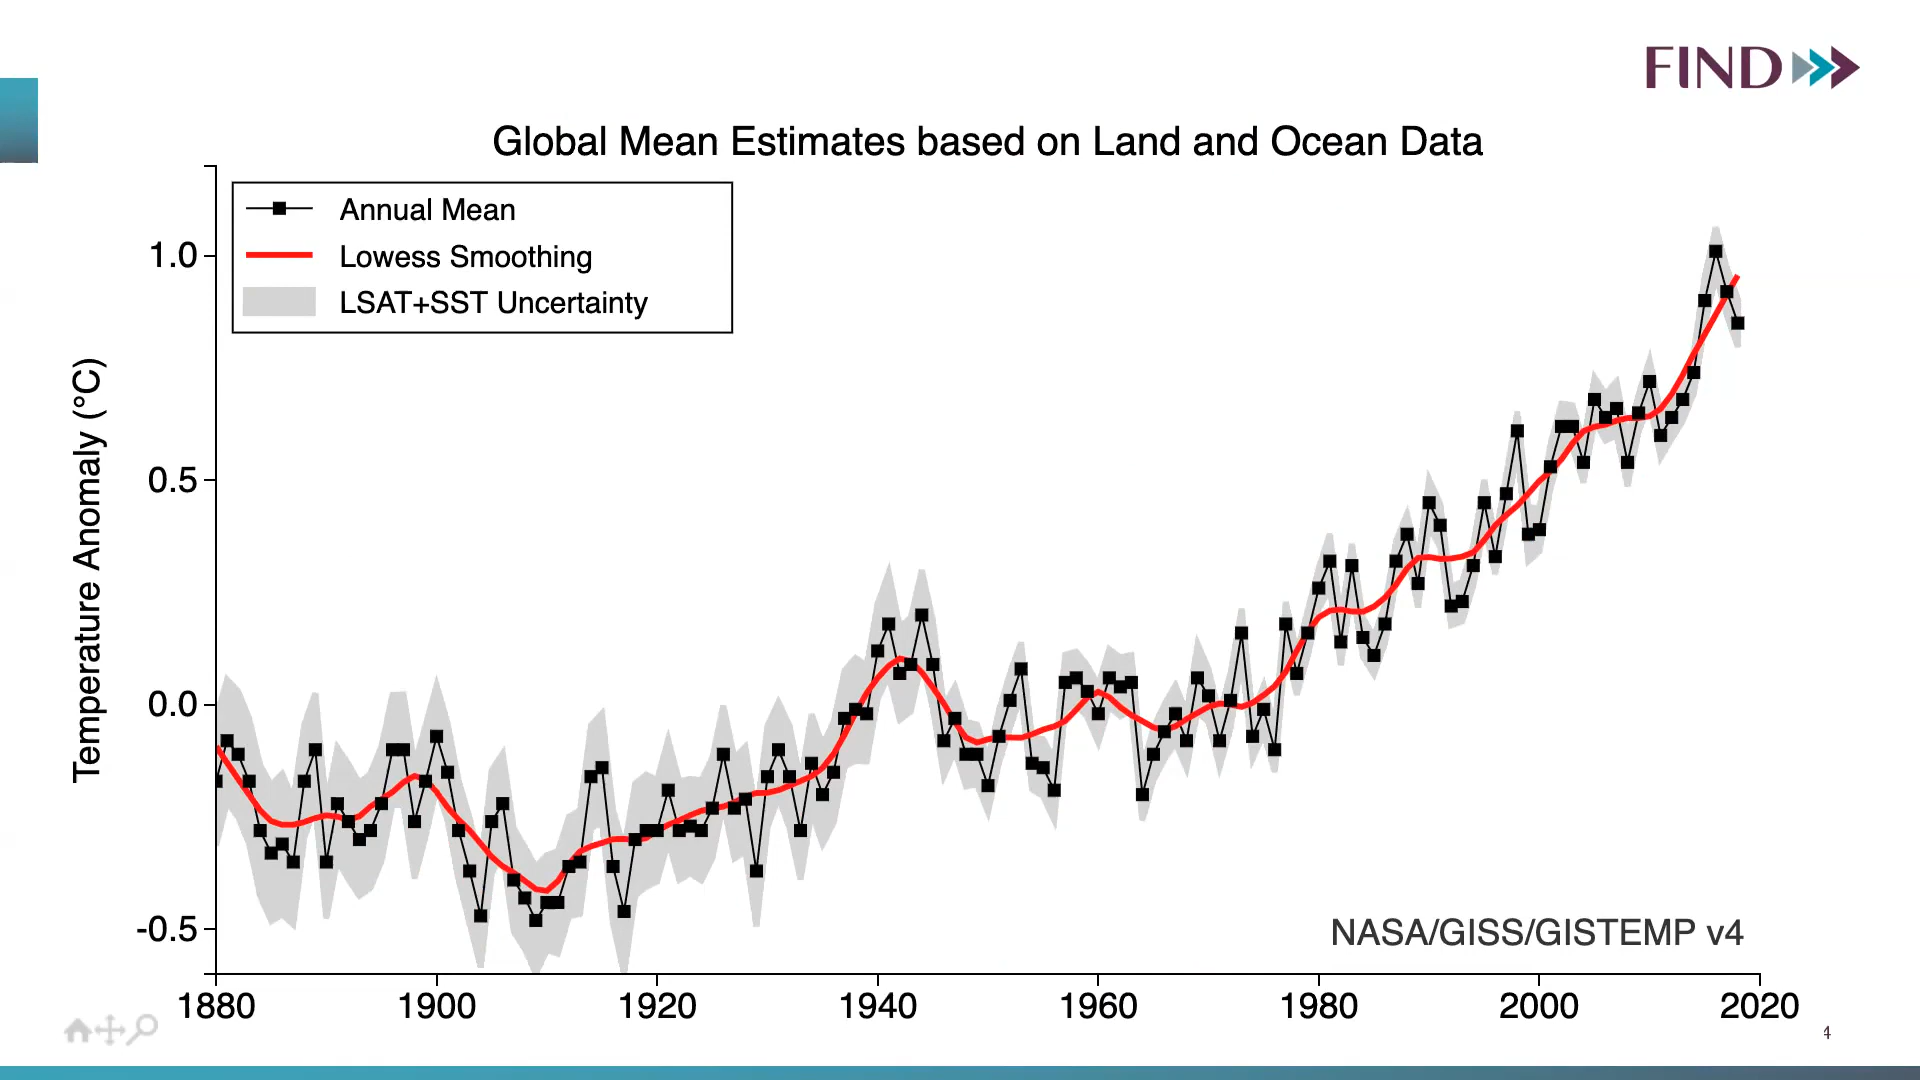 FIND
Global Mean Estimates based on Land and Ocean Data
Annual Mean
Lowess Smoothing
LSAT+SST Uncertainty
Temperature Anomaly (°C)
1.0
0.5
0.0
-0.5
NASA/GISS/GISTEMP v4
1880 1900 1920 1940 1960 1980 2000 2020
4